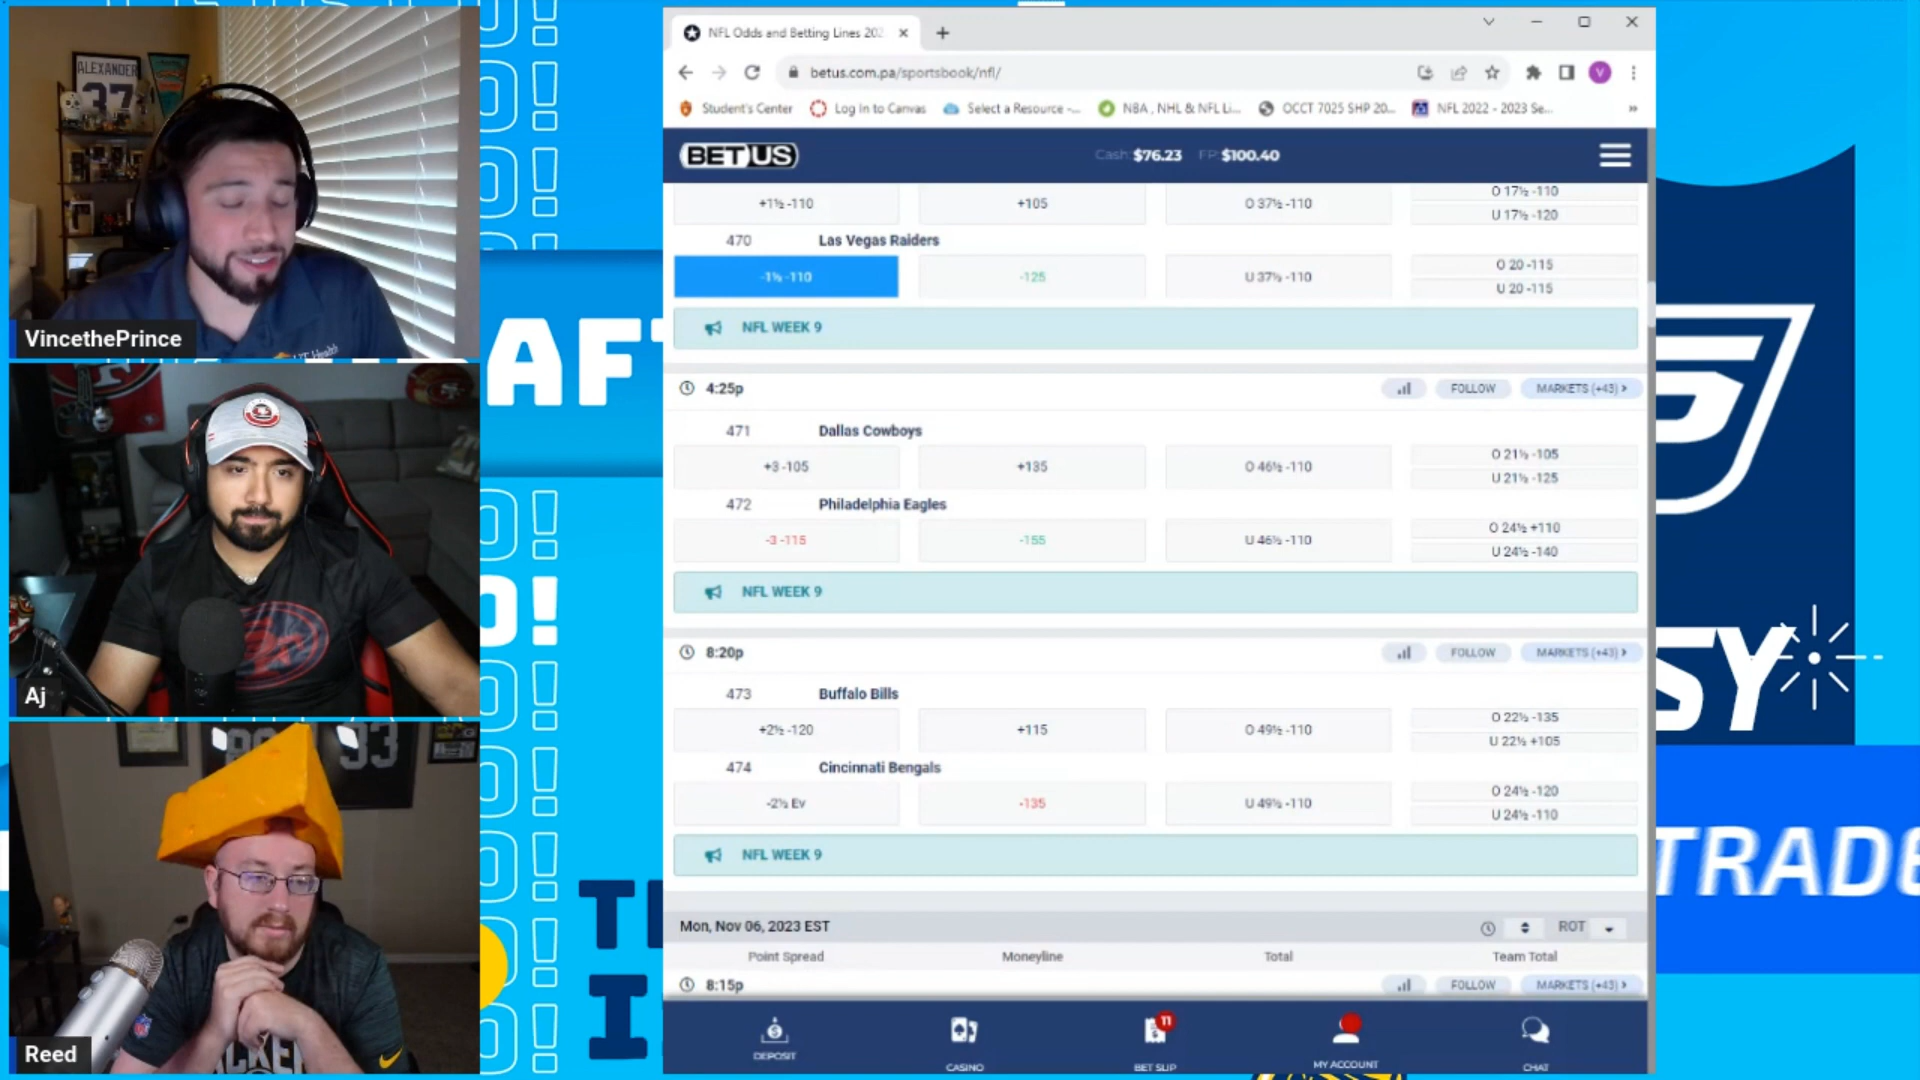 ALEXANDER
37
VincethePrince
Aj
93
Reed
AFT
O!
NFL Odds and Betting Lines 202
betus.com.pa/sportsbook/nfl/
Student's Center
Log In to Canvas
Select a Resource -...
NBA , NHL & NFL Li...
OCCT 7025 SHP 20...
NFL 2022 - 2023 Se...
BETUS
Cash: $76.23 FP: $100.40
+1½ -110
+105
O 37½ -110
O 17½ -110
U 17½ -120
470 Las Vegas Raiders
-1½ -110
-125
U 37½ -110
O 20 -115
U 20 -115
NFL WEEK 9
4:25p
FOLLOW
MARKETS (+43)
471 Dallas Cowboys
+3 -105
+135
O 46½ -110
O 21½ -105
U 21½ -125
472 Philadelphia Eagles
-3 -115
-155
U 46½ -110
O 24½ +110
U 24½ -140
NFL WEEK 9
8:20p
FOLLOW
MARKETS (+43)
473 Buffalo Bills
+2½ -120
+115
O 49½ -110
O 22½ -135
U 22½ +105
474 Cincinnati Bengals
-2½ Ev
-135
U 49½ -110
O 24½ -120
U 24½ -110
NFL WEEK 9
Mon, Nov 06, 2023 EST
ROT
Point Spread
Moneyline
Total
Team Total
8:15p
FOLLOW
MARKETS (+43)
DEPOSIT
CASINO
11
BET SLIP
MY ACCOUNT
CHAT
SY
TRADE